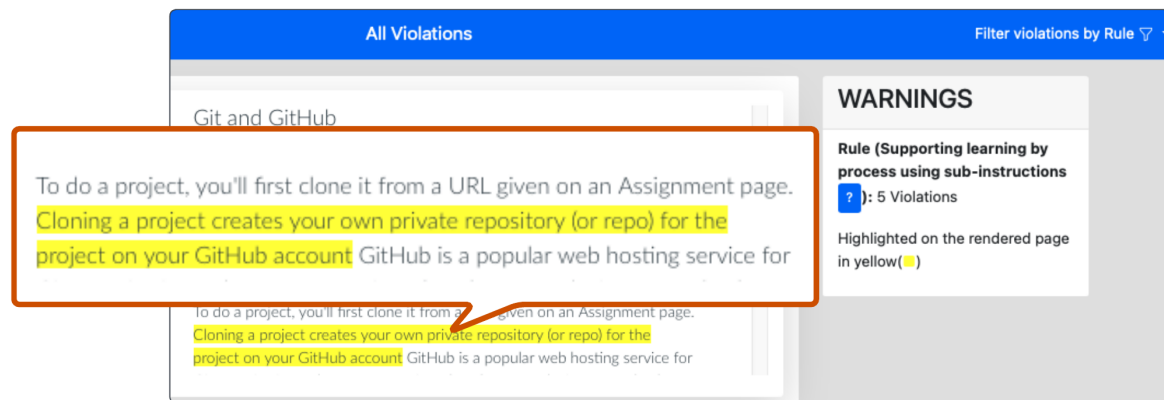 All Violations
Filter violations by Rule
Git and GitHub
To do a project, you'll first clone it from a URL given on an Assignment page.
Cloning a project creates your own private repository (or repo) for the
project on your GitHub account GitHub is a popular web hosting service for
To do a project, you'll first clone it from a given on an Assignment page.
Cloning a project creates your own private repository (or repo) for the
project on your GitHub account GitHub is a popular web hosting service for
WARNINGS
Rule (Supporting learning by
process using sub-instructions
? ): 5 Violations
Highlighted on the rendered page
in yellow( )